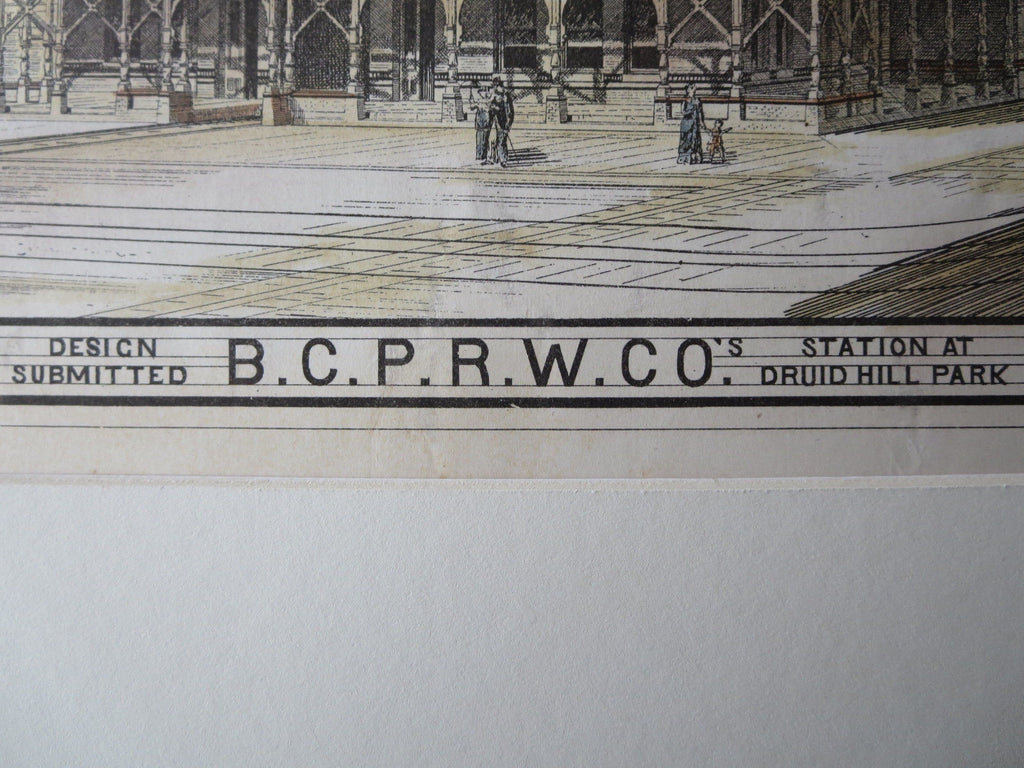 DESIGN
SUBMITTED
B.C.P.R.W.CO'S.
STATION AT
DRUID HILL PARK